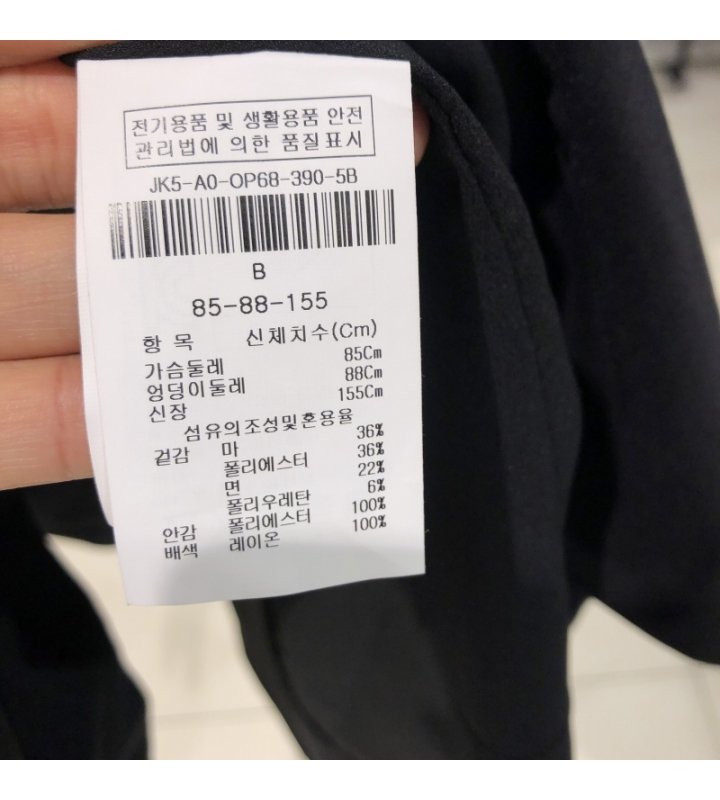 전기용품 및 생활용품 안전
관리법에 의한 품질표시
JK5-A0-OP68-390-5B
B
85-88-155
항 목 신체치수(Cm)
가슴둘레 85Cm
엉덩이둘레 88Cm
신장 155Cm
섬유의조성및혼용율
겉감 마 36%
폴리에스터 36%
면 22%
폴리우레탄 6%
안감 폴리에스터 100%
배색 레이온 100%